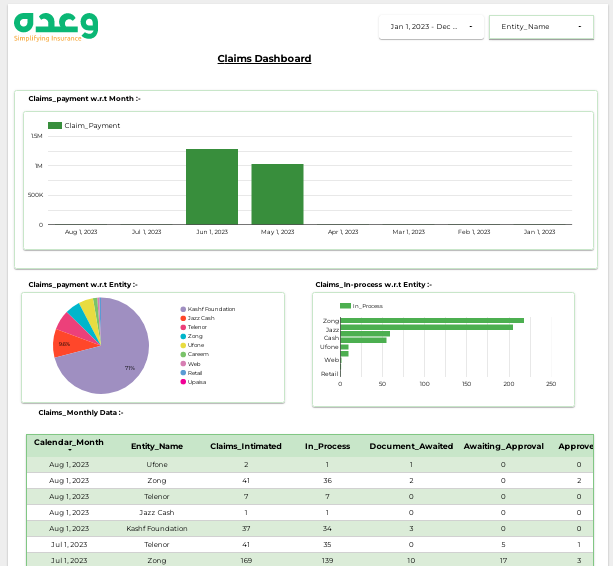 Simplifying Insurance
Jan 1, 2023 - Dec ...
Entity_Name
Claims Dashboard
Claims_payment w.r.t Month :-
Claim_Payment
1.5M
1M
500K
0
Aug 1, 2023 Jul 1, 2023 Jun 1, 2023 May 1, 2023 Apr 1, 2023 Mar 1, 2023 Feb 1, 2023 Jan 1, 2023
Claims_payment w.r.t Entity :-
71%
9.6%
Kashf Foundation
Jazz Cash
Telenor
Zong
Ufone
Careem
Web
Retail
Upaisa
Claims_In-process w.r.t Entity :-
In_Process
Zong
Jazz
Cash
Ufone
Web
Retail
0 50 100 150 200 250
Claims_Monthly Data :-
Calendar_Month Entity_Name Claims_Intimated In_Process Document_Awaited Awaiting_Approval Approve
Aug 1, 2023 Ufone 2 1 1 0 0
Aug 1, 2023 Zong 41 36 2 0 2
Aug 1, 2023 Telenor 7 7 0 0 0
Aug 1, 2023 Jazz Cash 1 1 0 0 0
Aug 1, 2023 Kashf Foundation 37 34 3 0 0
Jul 1, 2023 Telenor 41 35 0 5 1
Jul 1, 2023 Zong 169 139 10 17 3